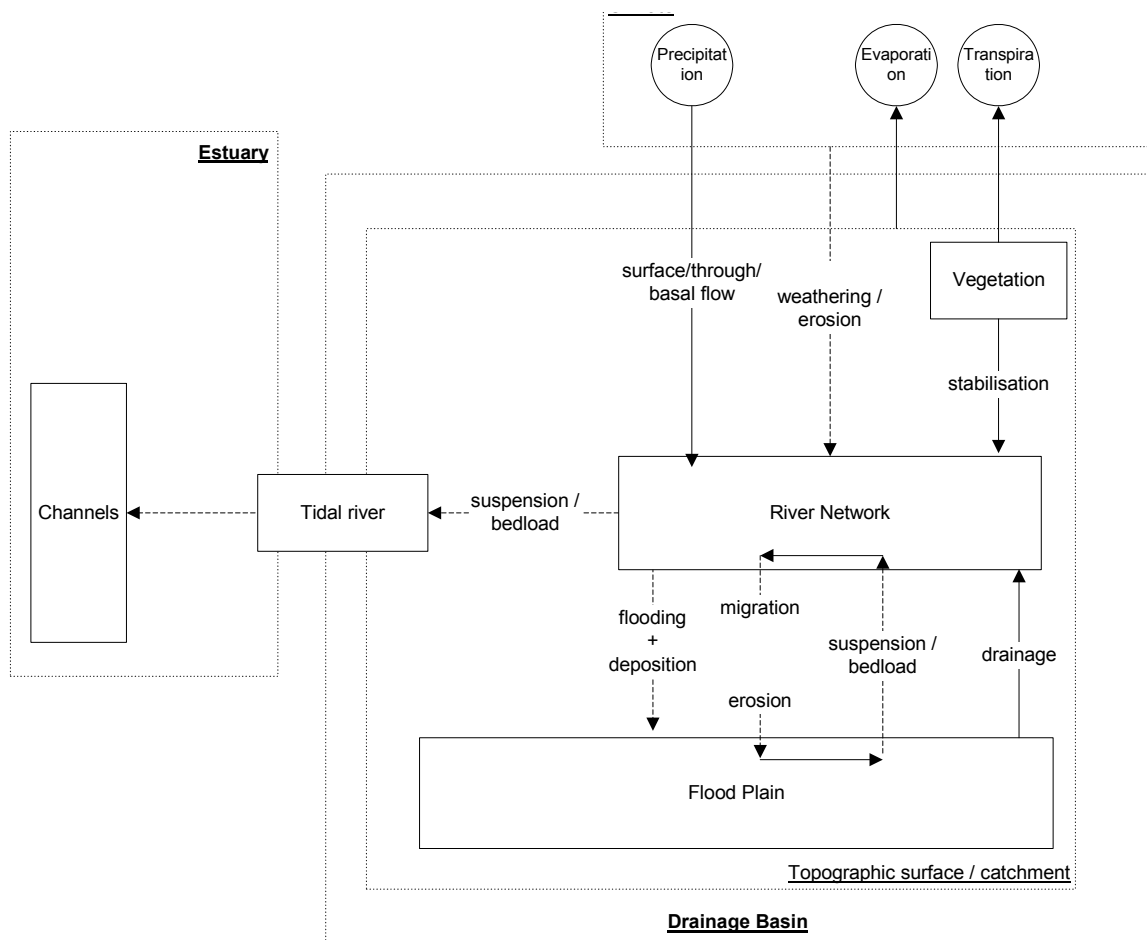 Precipitat
ion
Evaporati
on
Transpira
tion
Estuary
surface/through/
basal flow
weathering /
erosion
Vegetation
stabilisation
Channels
Tidal river
suspension /
bedload
River Network
flooding
+
deposition
migration
suspension /
bedload
drainage
erosion
Flood Plain
Topographic surface / catchment
Drainage Basin